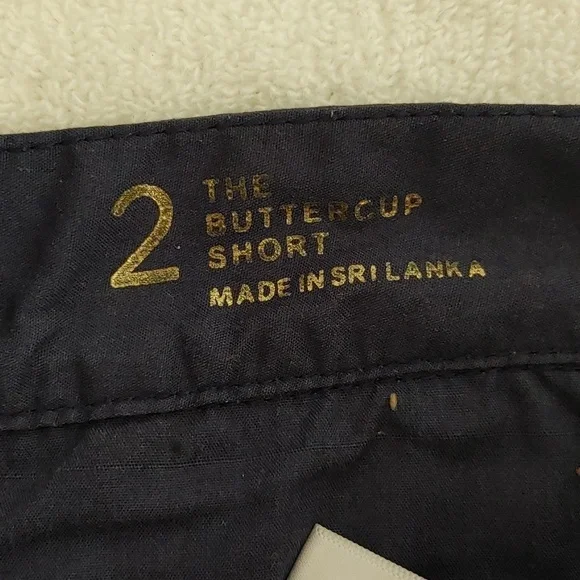 2
THE
BUTTERCUP
SHORT
MADE IN SRI LANKA